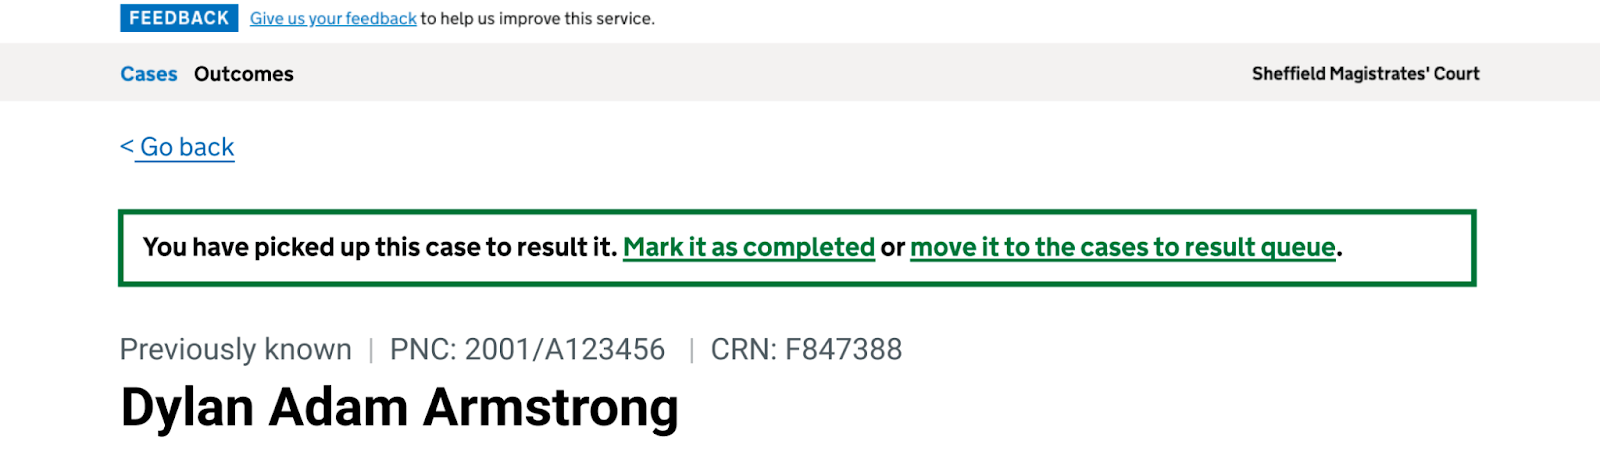 FEEDBACK Give us your feedback to help us improve this service.
Cases Outcomes Sheffield Magistrates' Court
< Go back
You have picked up this case to result it. Mark it as completed or move it to the cases to result queue.
Previously known | PNC: 2001/A123456 | CRN: F847388
Dylan Adam Armstrong